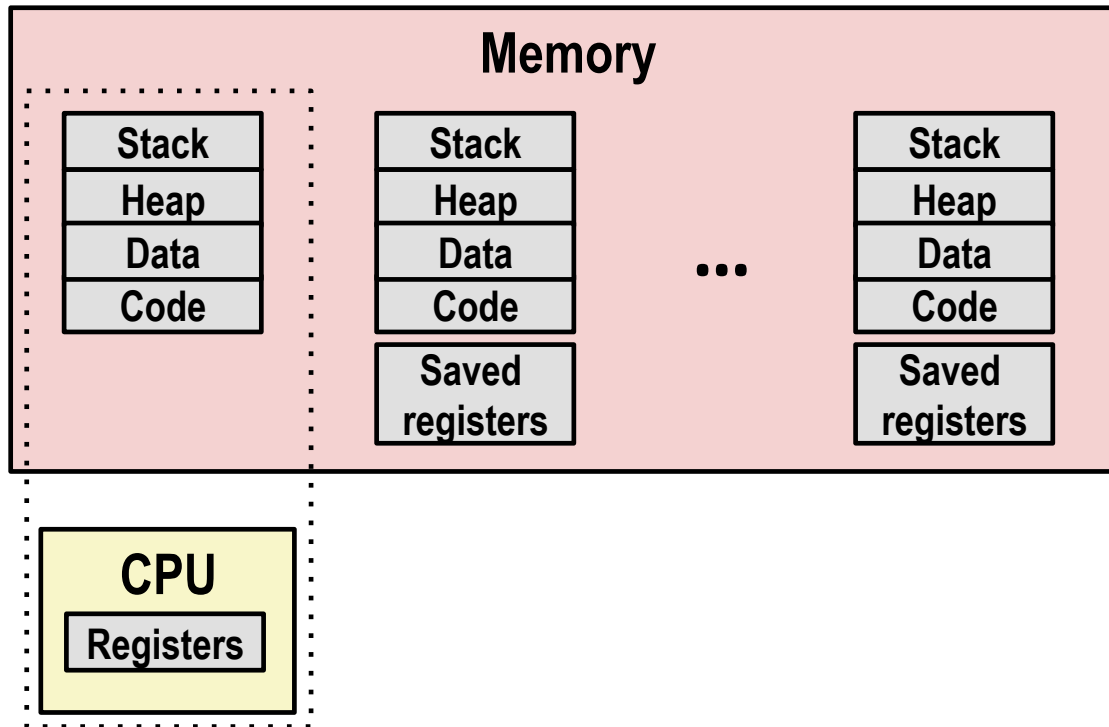 Memory
Stack
Heap
Data
Code
Stack
Heap
Data
Code
Saved
registers
...
Stack
Heap
Data
Code
Saved
registers
CPU
Registers